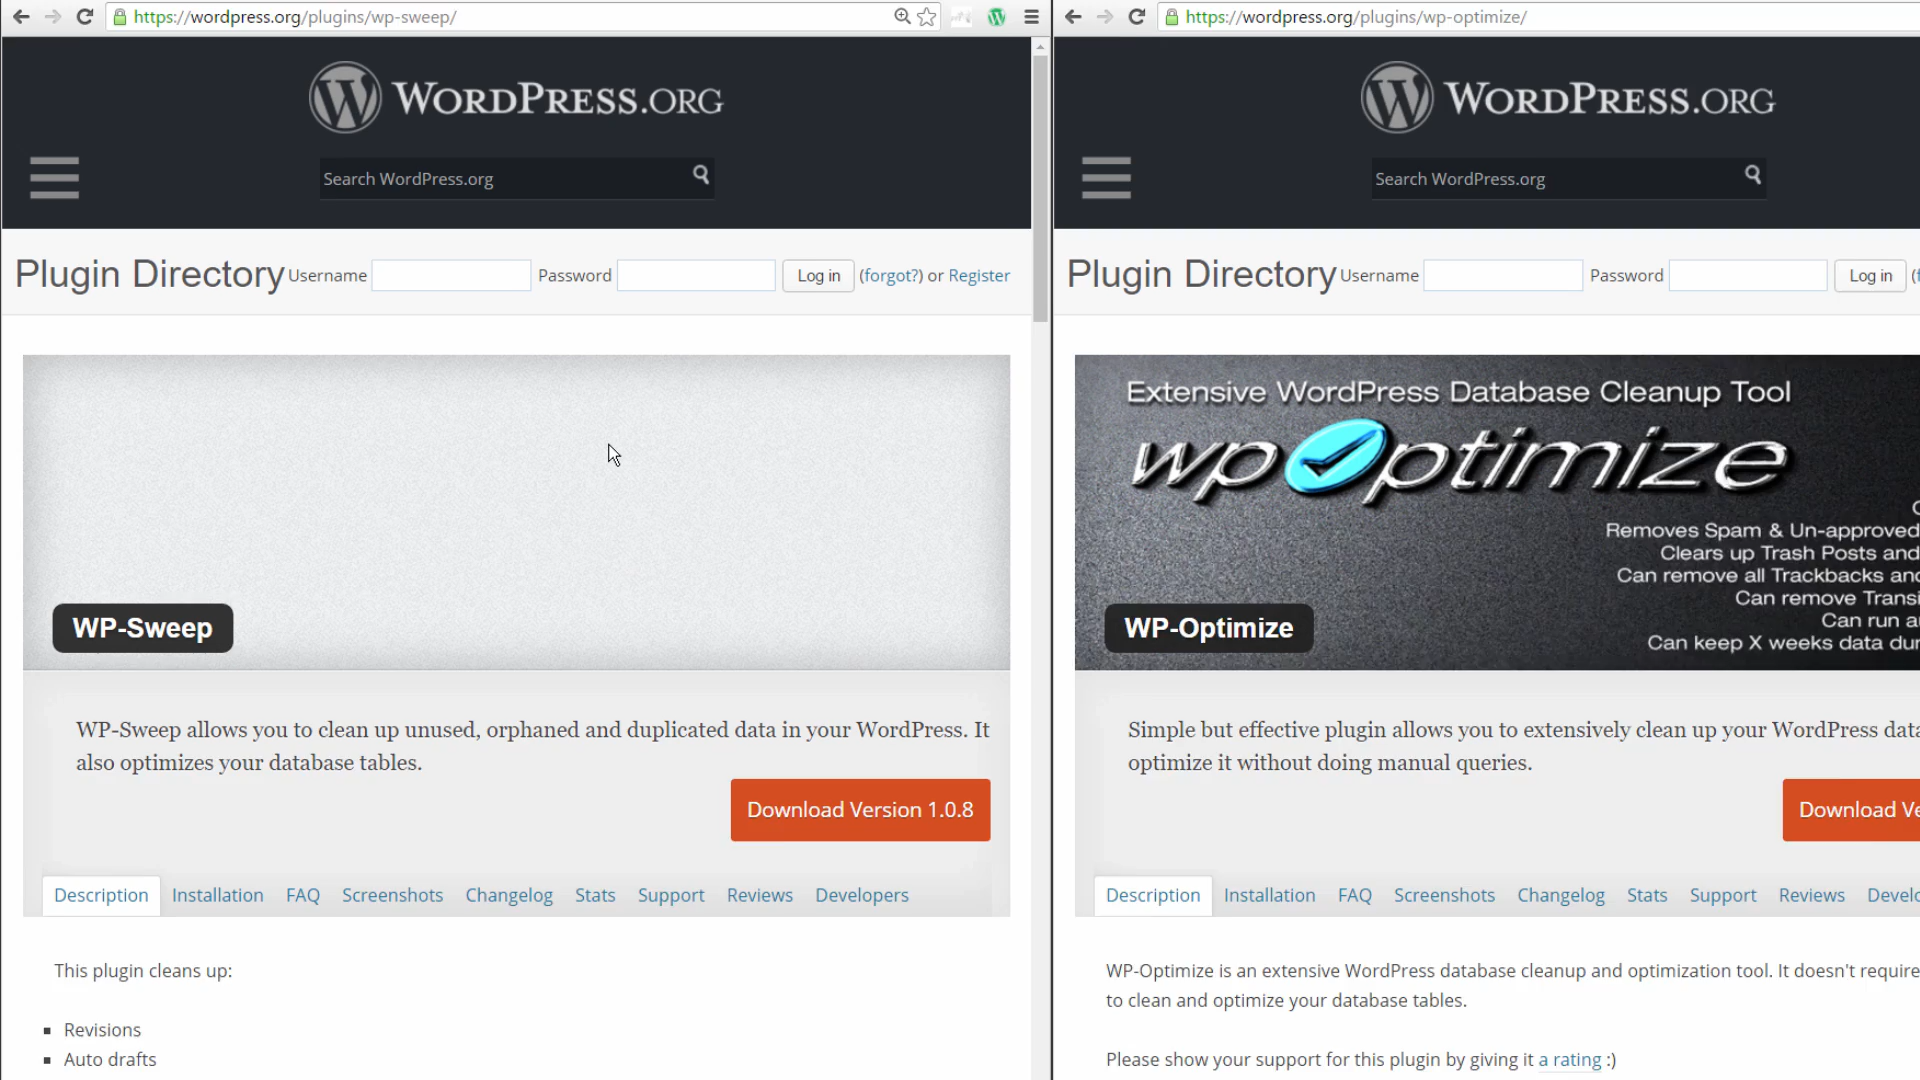 https://wordpress.org/plugins/wp-sweep/
WORDPRESS.ORG
Search WordPress.org
Plugin Directory Username Password Log in (forgot?) or Register
WP-Sweep
WP-Sweep allows you to clean up unused, orphaned and duplicated data in your WordPress. It
also optimizes your database tables.
Download Version 1.0.8
Description Installation FAQ Screenshots Changelog Stats Support Reviews Developers
This plugin cleans up:
Revisions
Auto drafts
https://wordpress.org/plugins/wp-optimize/
WORDPRESS.ORG
Search WordPress.org
Plugin Directory Username Password Log in
Extensive WordPress Database Cleanup Tool
wpOptimize
Removes Spam & Un-approved
Clears up Trash Posts and
Can remove all Trackbacks and
Can remove Transi
Can run au
Can keep X weeks data dur
WP-Optimize
Simple but effective plugin allows you to extensively clean up your WordPress data
optimize it without doing manual queries.
Download Ve
Description Installation FAQ Screenshots Changelog Stats Support Reviews Develo
WP-Optimize is an extensive WordPress database cleanup and optimization tool. It doesn't require
to clean and optimize your database tables.
Please show your support for this plugin by giving it a rating :)